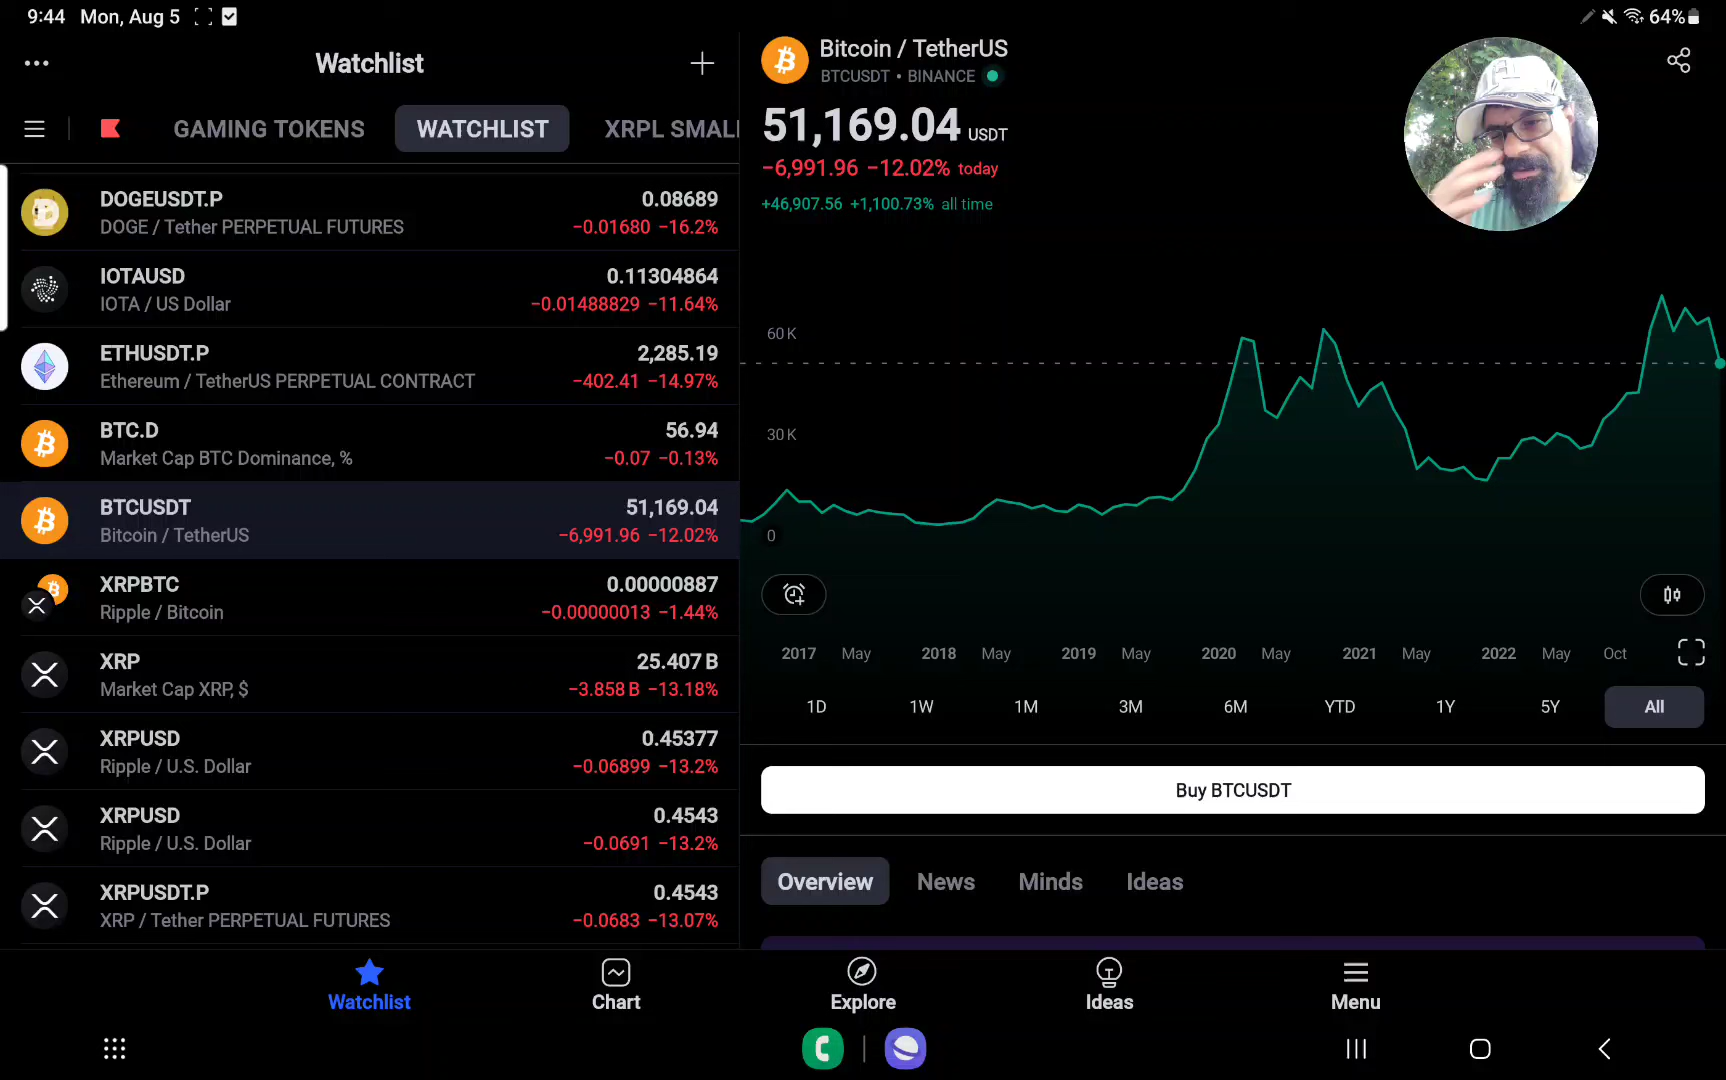 9:44 Mon, Aug 5
64%
Watchlist
GAMING TOKENS WATCHLIST XRPL SMALL
DOGEUSDT.P 0.08689
DOGE / Tether PERPETUAL FUTURES −0.01680 −16.2%
IOTAUSD 0.11304864
IOTA / US Dollar −0.01488829 −11.64%
ETHUSDT.P 2,285.19
Ethereum / TetherUS PERPETUAL CONTRACT −402.41 −14.97%
BTC.D 56.94
Market Cap BTC Dominance, % −0.07 −0.13%
BTCUSDT 51,169.04
Bitcoin / TetherUS −6,991.96 −12.02%
XRPBTC 0.00000887
Ripple / Bitcoin −0.00000013 −1.44%
XRP 25.407 B
Market Cap XRP, $ −3.858 B −13.18%
XRPUSD 0.45377
Ripple / U.S. Dollar −0.06899 −13.2%
XRPUSD 0.4543
Ripple / U.S. Dollar −0.0691 −13.2%
XRPUSDT.P 0.4543
XRP / Tether PERPETUAL FUTURES −0.0683 −13.07%
Bitcoin / TetherUS
BTCUSDT • BINANCE
51,169.04 USDT
−6,991.96 −12.02% today
+46,907.56 +1,100.73% all time
60 K
30 K
0
2017 May 2018 May 2019 May 2020 May 2021 May 2022 May Oct
1D 1W 1M 3M 6M YTD 1Y 5Y All
Buy BTCUSDT
Overview News Minds Ideas
Watchlist Chart Explore Ideas Menu